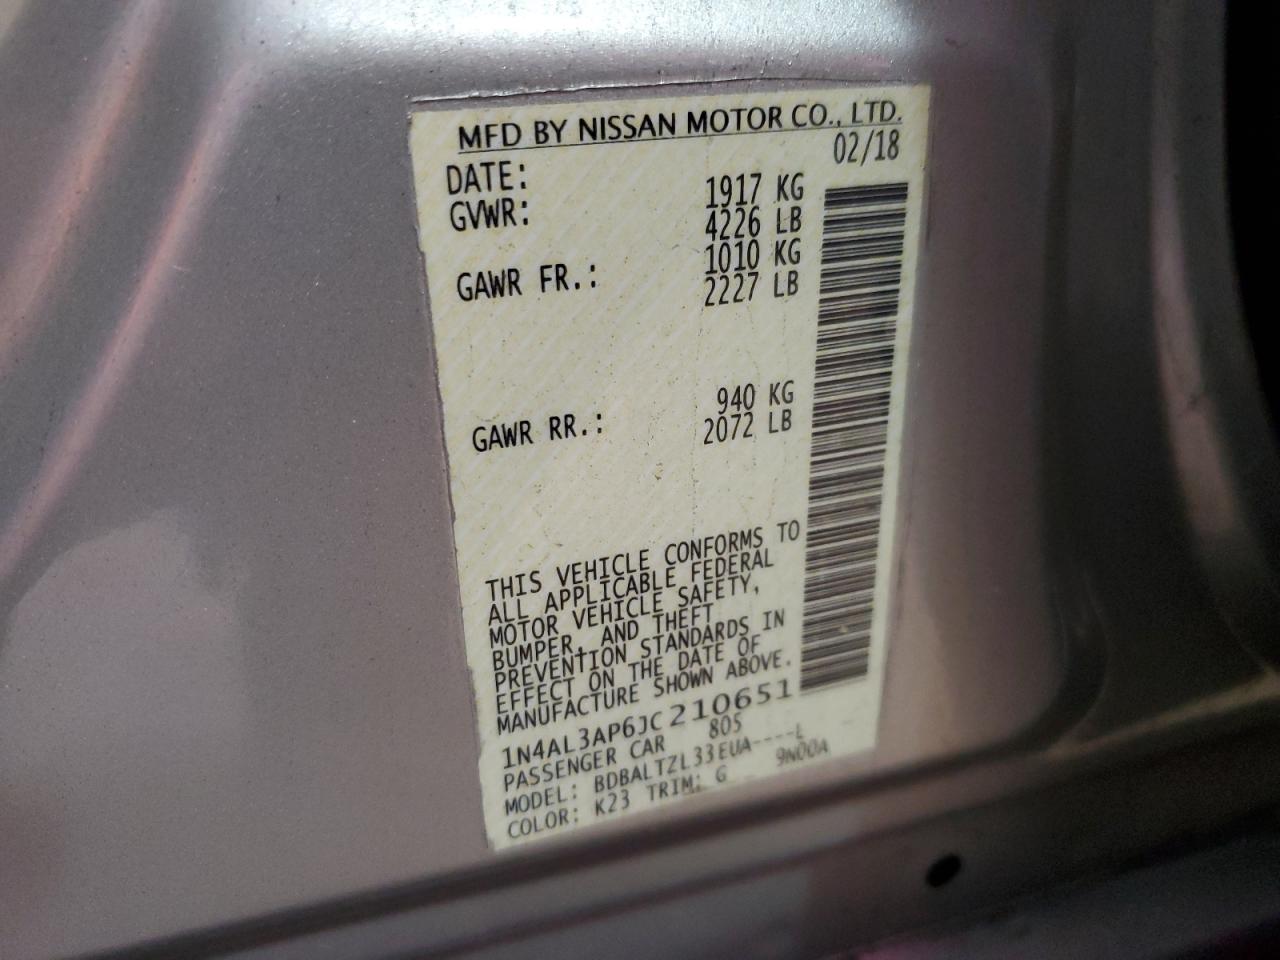 MFD BY NISSAN MOTOR CO., LTD.
DATE: 02/18
GVWR: 1917 KG
4226 LB
GAWR FR.: 1010 KG
2227 LB
GAWR RR.: 940 KG
2072 LB
THIS VEHICLE CONFORMS TO
ALL APPLICABLE FEDERAL
MOTOR VEHICLE SAFETY,
BUMPER, AND THEFT
PREVENTION STANDARDS IN
EFFECT ON THE DATE OF
MANUFACTURE SHOWN ABOVE.
1N4AL3AP6JC210651
PASSENGER CAR 805
MODEL: BDBALTZL33EUA----L
COLOR: K23 TRIM: G 9N00A